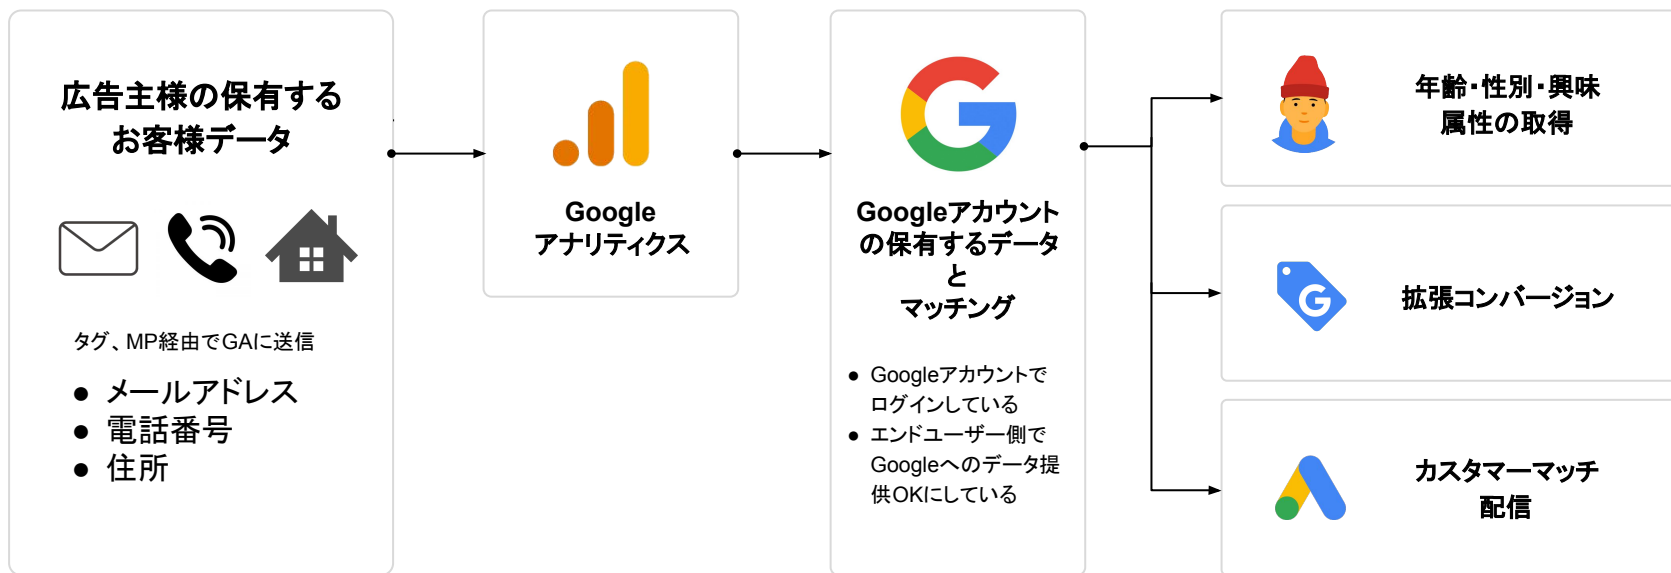 広告主様の保有する
お客様データ
タグ、MP経由でGAに送信
● メールアドレス
● 電話番号
● 住所
Google
アナリティクス
Googleアカウント
の保有するデータ
と
マッチング
● Googleアカウントで
ログインしている
● エンドユーザー側で
Googleへのデータ提
供OKにしている
年齢・性別・興味
属性の取得
拡張コンバージョン
カスタマーマッチ
配信